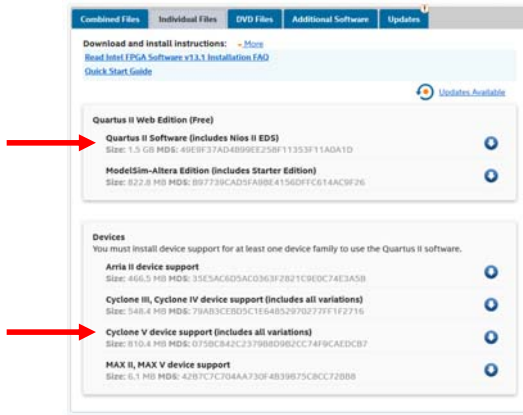 Combined Files Individual Files DVD Files Additional Software Updates
Download and install instructions: More
Read Intel FPGA Software v13.1 Installation FAQ
Quick Start Guide
Updates Available
Quartus II Web Edition (Free)
Quartus II Software (includes Nios II EDS)
Size: 1.5 GB MD5:
ModelSim-Altera Edition (includes Starter Edition)
Size: 822.8 MB MD5:
Devices
You must install device support for at least one device family to use the Quartus II software.
Arria II device support
Size: 466.5 MB MD5:
Cyclone III, Cyclone IV device support (includes all variations)
Size: 548.4 MB MD5:
Cyclone V device support (includes all variations)
Size: 810.4 MB MD5:
MAX II, MAX V device support
Size: 6.1 MB MD5: